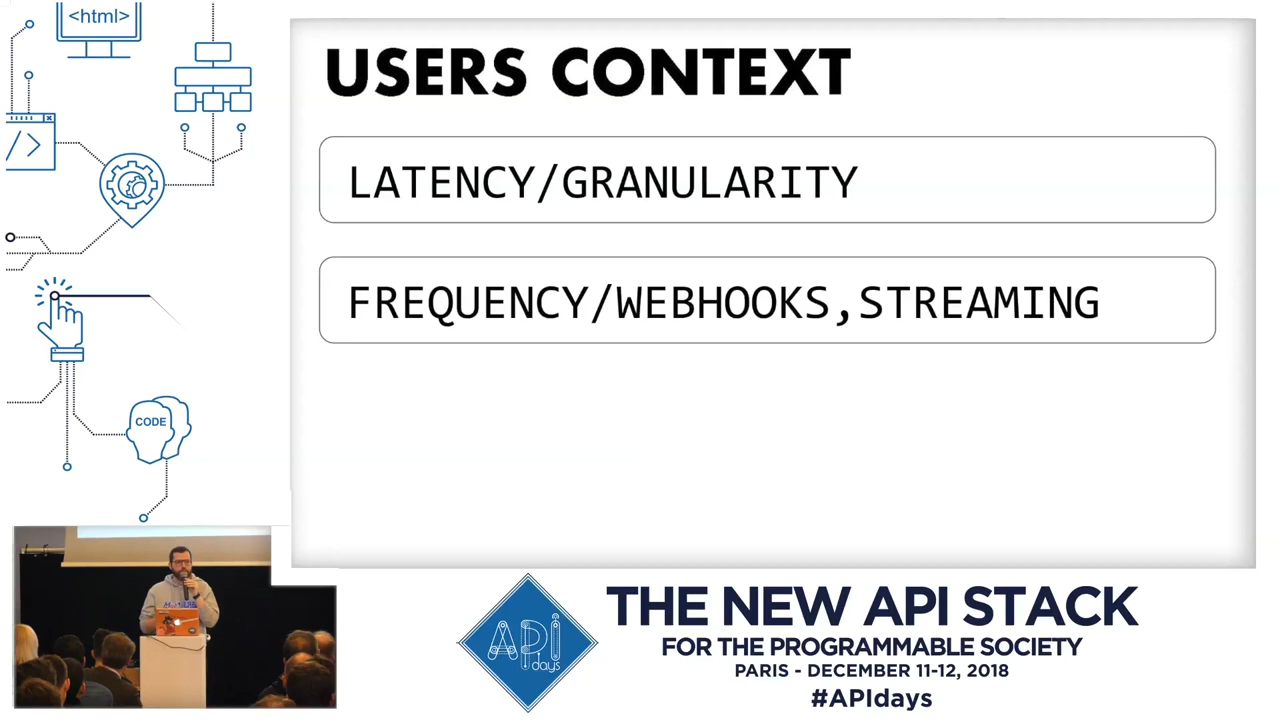 <html>
USERS CONTEXT
LATENCY/GRANULARITY
FREQUENCY/WEBHOOKS,STREAMING
/>
CODE
API
days
THE NEW API STACK
FOR THE PROGRAMMABLE SOCIETY
PARIS - DECEMBER 11-12, 2018
#APIdays